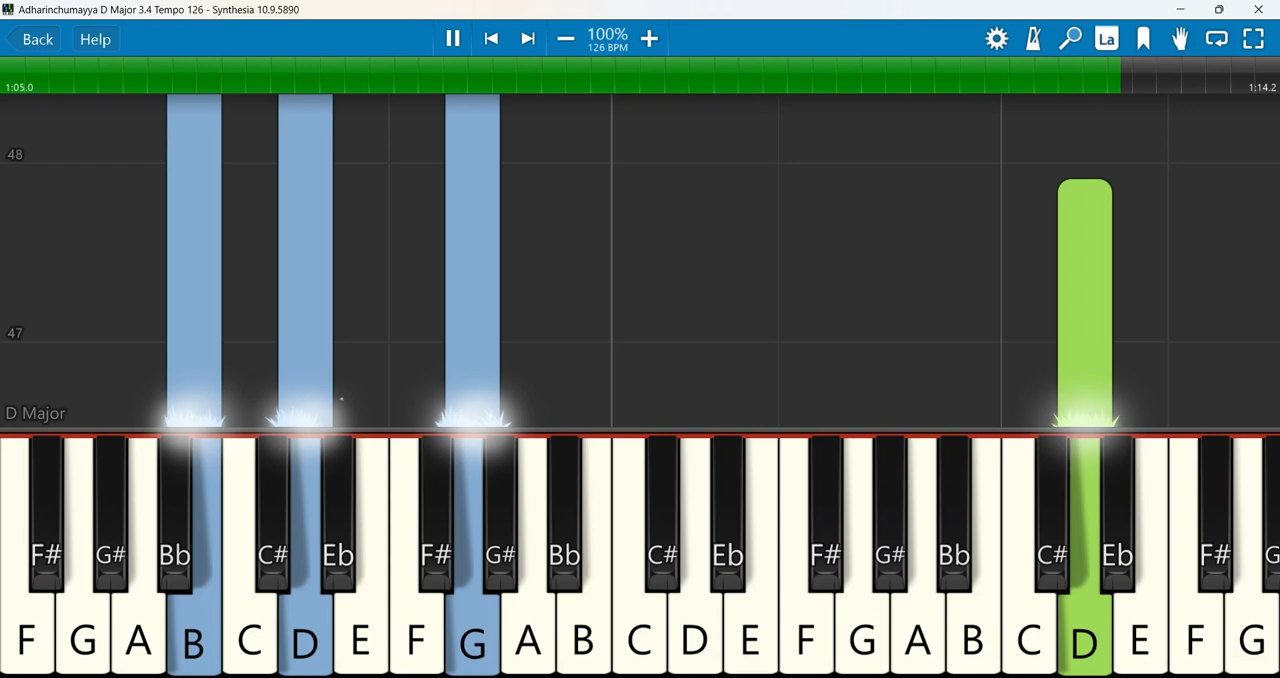 Adharinchumayya D Major 3.4 Tempo 126 - Synthesia 10.9.5890
Back Help 100% La
126 BPM
1:05.0 1:14.2
48
47
D Major
F# G# Bb C# Eb F# G# Bb C# Eb F# G# Bb C# Eb F# G
F G A B C D E F G A B C D E F G A B C D E F G